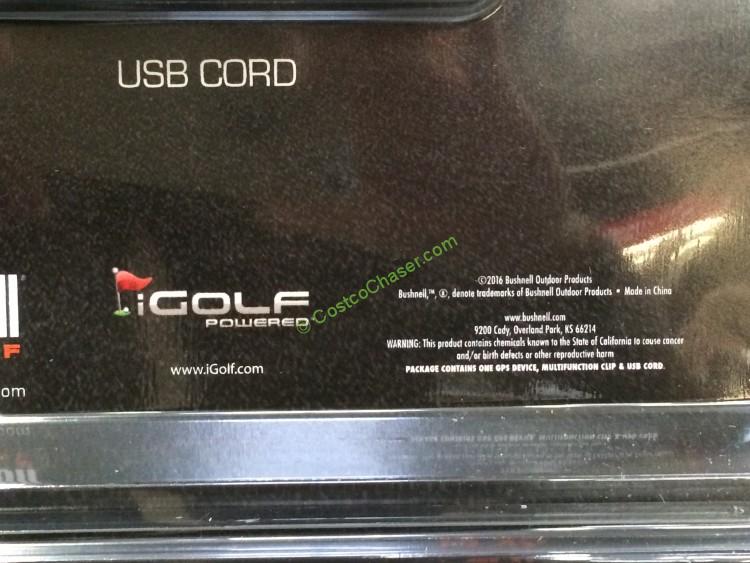 USB CORD
ll
F
om
iGOLF
POWERED
www.iGolf.com
© CostcoChaser.com
©2016 Bushnell Outdoor Products
Bushnell,™, ®, denote trademarks of Bushnell Outdoor Products • Made in China
www.bushnell.com
9200 Cody, Overland Park, KS 66214
WARNING: This product contains chemicals known to the State of California to cause cancer
and/or birth defects or other reproductive harm
PACKAGE CONTAINS ONE GPS DEVICE, MULTIFUNCTION CLIP & USB CORD.